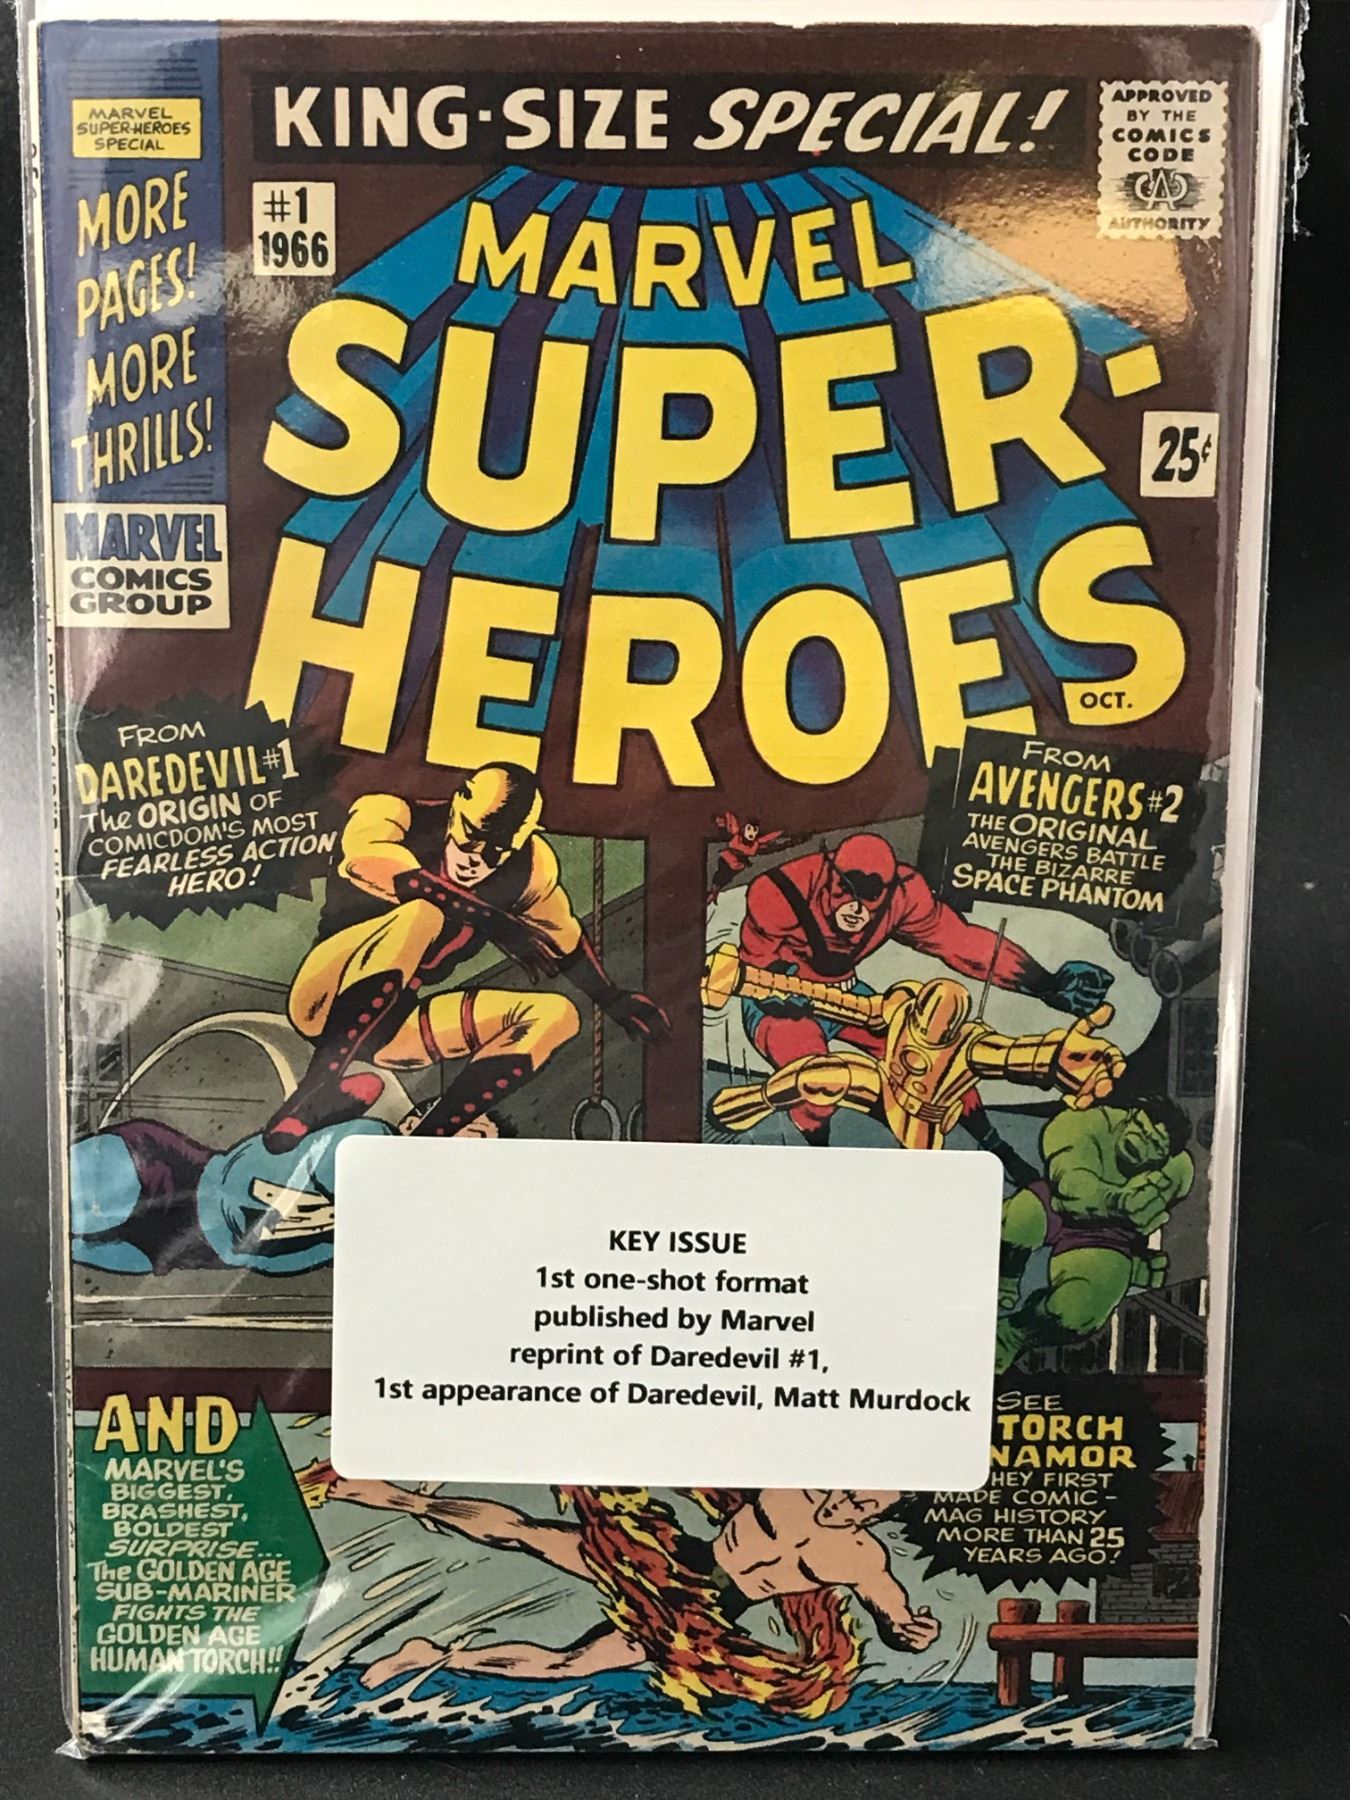 MARVEL
SUPER-HEROES
SPECIAL
KING-SIZE SPECIAL!
APPROVED
BY THE
COMICS
CODE
CA
AUTHORITY
MORE
PAGES!
MORE
THRILLS!
#1
1966
MARVEL
SUPER-
HEROES
25¢
OCT.
MARVEL
COMICS
GROUP
FROM
DAREDEVIL #1
The ORIGIN OF
COMICDOM'S MOST
FEARLESS ACTION
HERO!
FROM
AVENGERS #2
THE ORIGINAL
AVENGERS BATTLE
THE BIZARRE
SPACE PHANTOM
KEY ISSUE
1st one-shot format
published by Marvel
reprint of Daredevil #1,
1st appearance of Daredevil, Matt Murdock
AND
MARVEL'S
BIGGEST,
BRASHEST,
BOLDEST
SURPRISE...
The GOLDEN AGE
SUB-MARINER
FIGHTS THE
GOLDEN AGE
HUMAN TORCH!!
SEE
TORCH
NAMOR
HEY FIRST
MADE COMIC-
MAG HISTORY
MORE THAN 25
YEARS AGO!